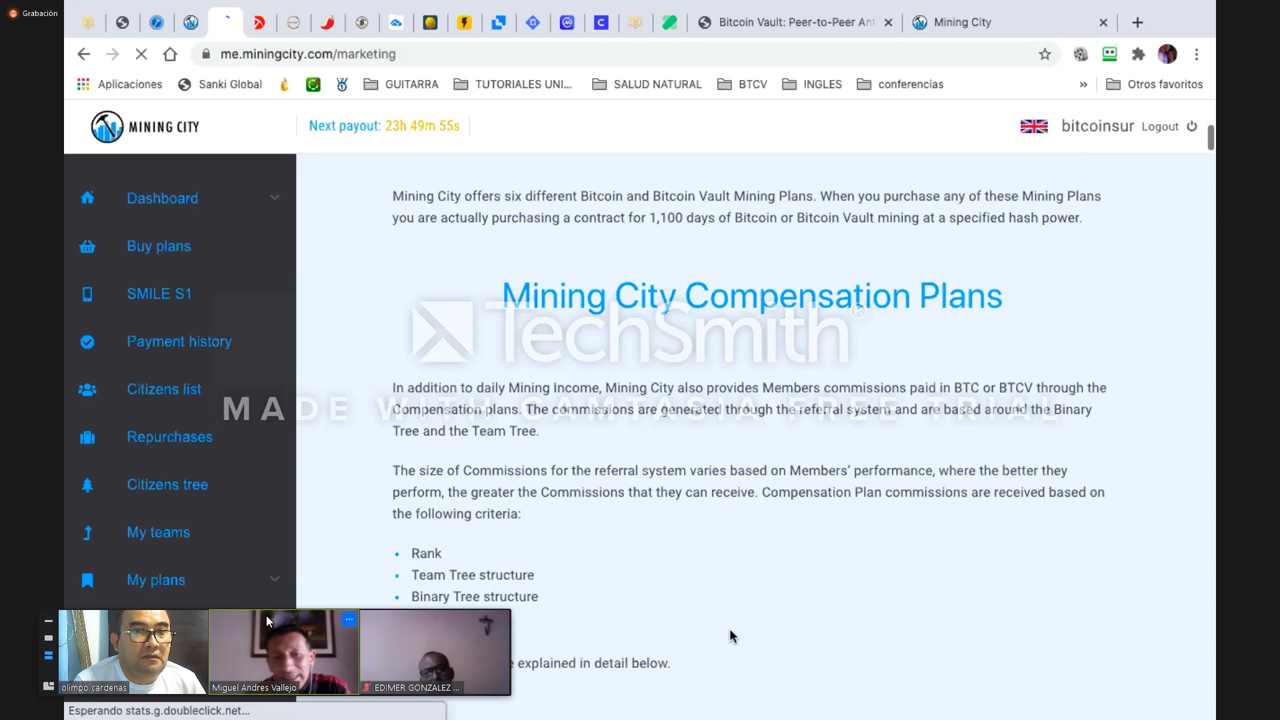 Grabación
Bitcoin Vault: Peer-to-Peer An
Mining City
me.miningcity.com/marketing
Aplicaciones
Sanki Global
GUITARRA
TUTORIALES UNI...
SALUD NATURAL
BTCV
INGLES
conferencias
»
Otros favoritos
MINING CITY
Next payout: 23h 49m 55s
bitcoinsur
Logout
Dashboard
Buy plans
SMILE S1
Payment history
Citizens list
Repurchases
Citizens tree
My teams
My plans
Mining City offers six different Bitcoin and Bitcoin Vault Mining Plans. When you purchase any of these Mining Plans
you are actually purchasing a contract for 1,100 days of Bitcoin or Bitcoin Vault mining at a specified hash power.
Mining City Compensation Plans
TechSmith®
MADE WITH CAMTASIA FREE TRIAL
In addition to daily Mining Income, Mining City also provides Members commissions paid in BTC or BTCV through the
Compensation plans. The commissions are generated through the referral system and are based around the Binary
Tree and the Team Tree.
The size of Commissions for the referral system varies based on Members' performance, where the better they
perform, the greater the Commissions that they can receive. Compensation Plan commissions are received based on
the following criteria:
• Rank
• Team Tree structure
• Binary Tree structure
e explained in detail below.
olimpo cardenas
Miguel Andres Vallejo
EDIMER GONZALEZ ...
Esperando stats.g.doubleclick.net...